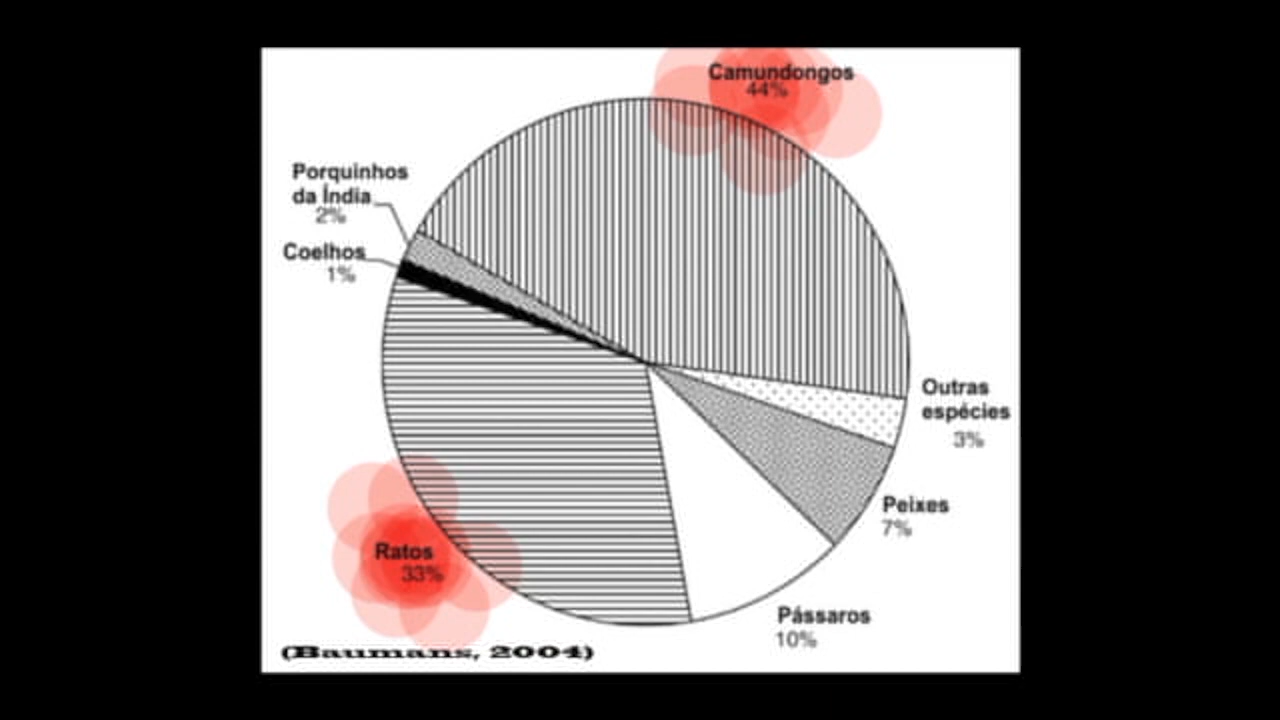 Camundongos
44%
Porquinhos
da Índia
2%
Coelhos
1%
Outras
espécies
3%
Peixes
7%
Ratos
33%
Pássaros
10%
(Baumans, 2004)